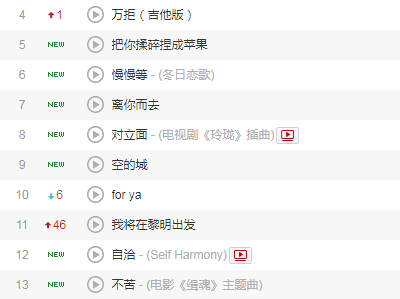 4 1 万拒（吉他版）
5 NEW 把你揉碎捏成苹果
6 NEW 慢慢等 - (冬日恋歌)
7 NEW 离你而去
8 NEW 对立面 - (电视剧《玲珑》插曲)
9 NEW 空的城
10 6 for ya
11 46 我将在黎明出发
12 NEW 自洽 - (Self Harmony)
13 NEW 不苦 - (电影《缉魂》主题曲)